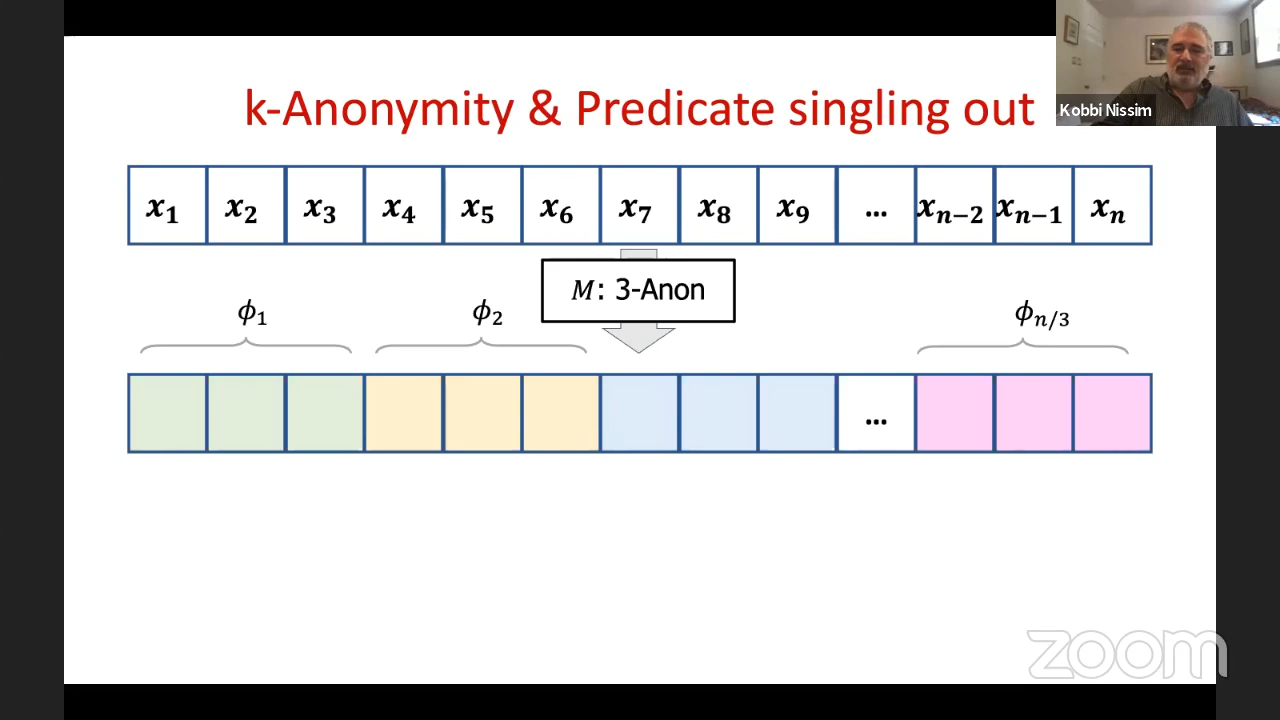 k-Anonymity & Predicate singling out
Kobbi Nissim
x₁ x₂ x₃ x₄ x₅ x₆ x₇ x₈ x₉ ... xₙ₋₂ xₙ₋₁ xₙ
M: 3-Anon
ϕ₁ ϕ₂ ϕn/3
...
zoom